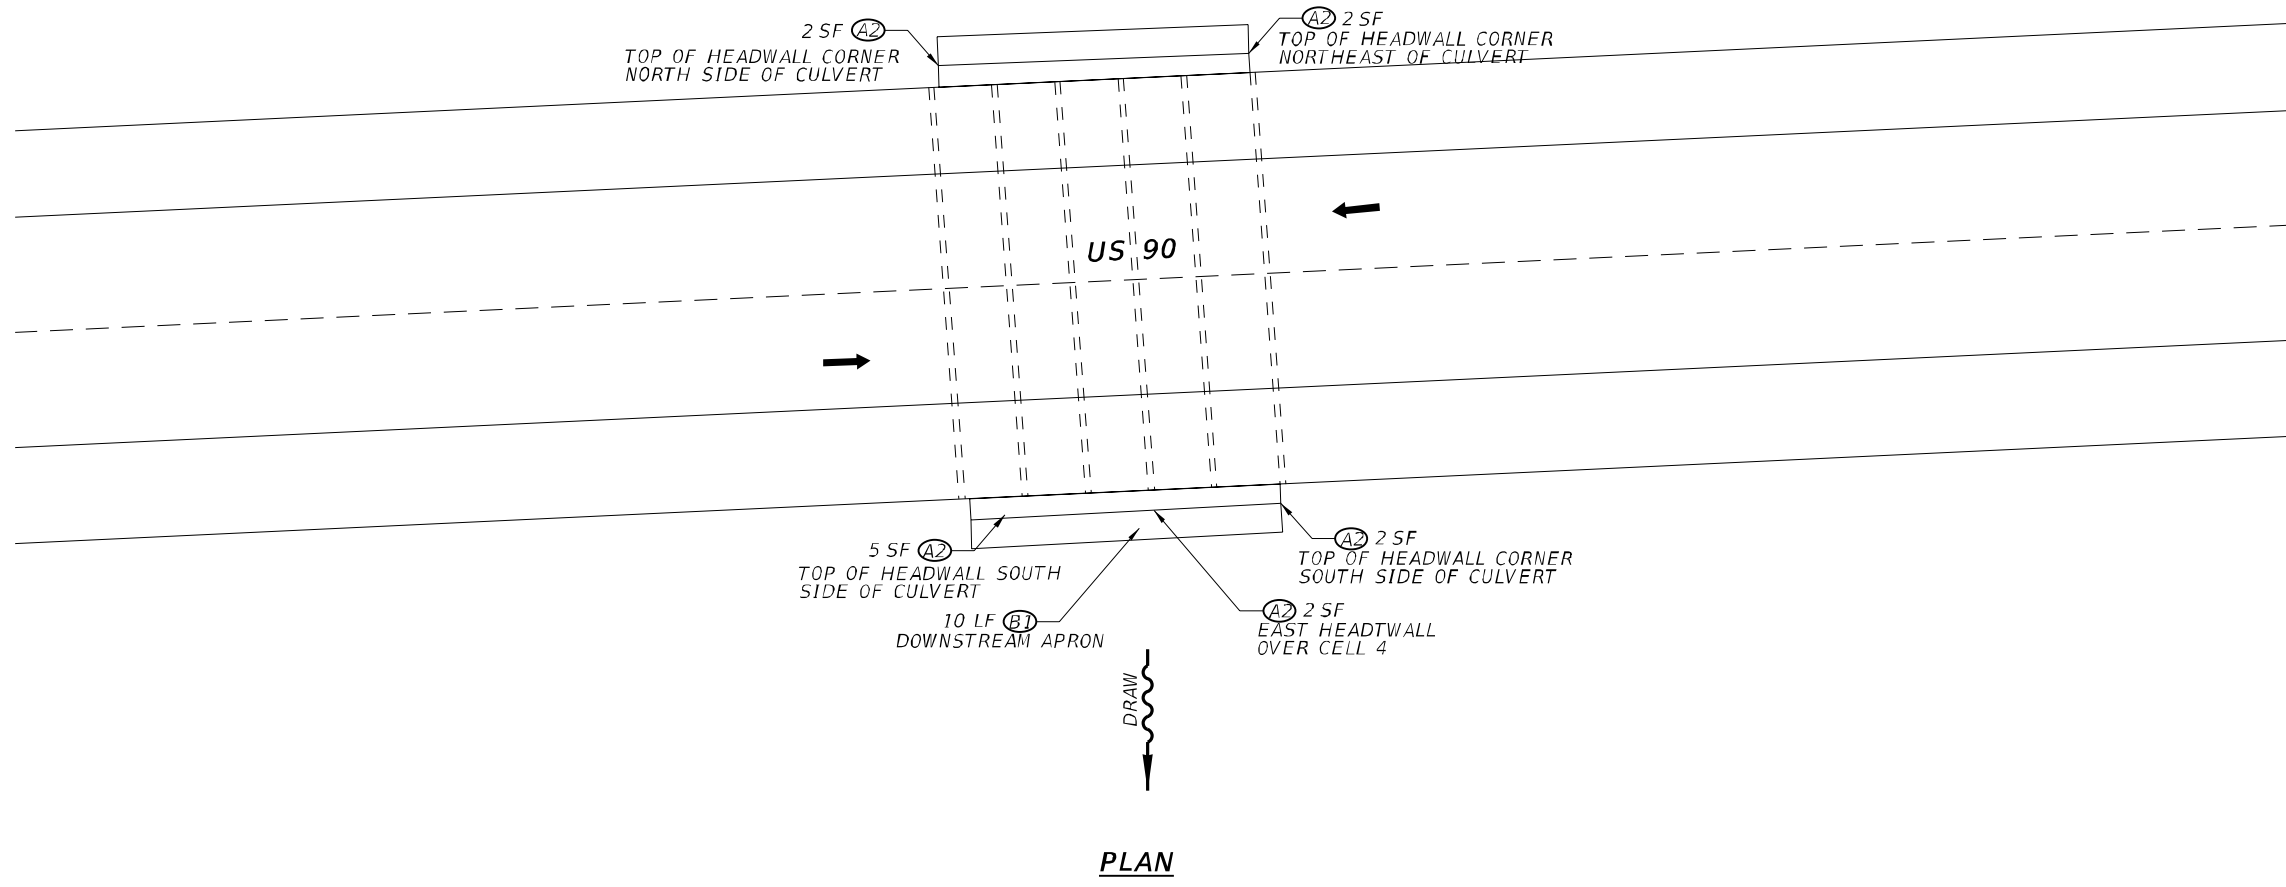 2 SF A2
TOP OF HEADWALL CORNER
NORTH SIDE OF CULVERT
A2 2 SF
TOP OF HEADWALL CORNER
NORTHEAST OF CULVERT
US 90
5 SF A2
TOP OF HEADWALL SOUTH
SIDE OF CULVERT
A2 2 SF
TOP OF HEADWALL CORNER
SOUTH SIDE OF CULVERT
10 LF B1
DOWNSTREAM APRON
A2 2 SF
EAST HEADTWALL
OVER CELL 4
DRAW
PLAN